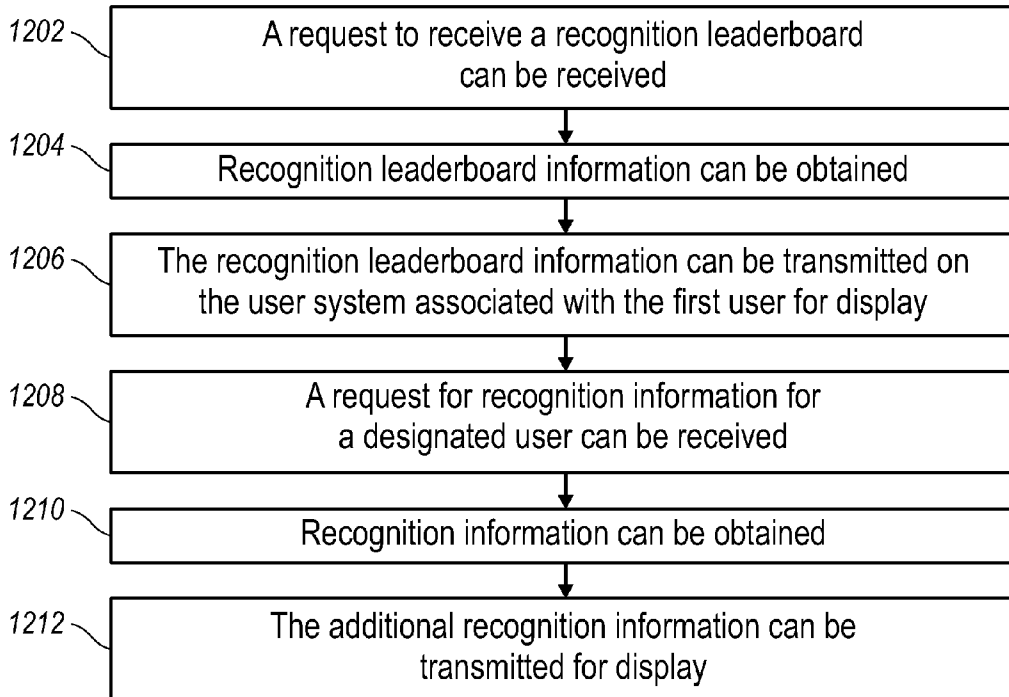 1202
A request to receive a recognition leaderboard
can be received
1204
Recognition leaderboard information can be obtained
1206
The recognition leaderboard information can be transmitted on
the user system associated with the first user for display
1208
A request for recognition information for
a designated user can be received
1210
Recognition information can be obtained
1212
The additional recognition information can be
transmitted for display